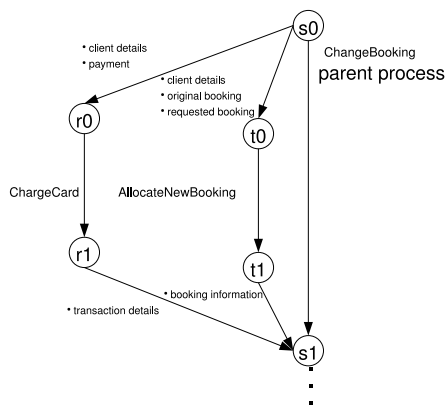 s0
• client details
• payment
ChangeBooking
parent process
• client details
• original booking
• requested booking
r0
t0
ChargeCard
AllocateNewBooking
r1
t1
• booking information
• transaction details
s1